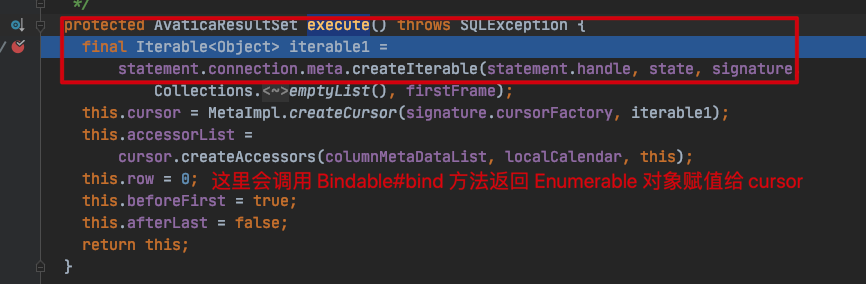 */
protected AvaticaResultSet execute() throws SQLException {
final Iterable<Object> iterable1 =
statement.connection.meta.createIterable(statement.handle, state, signature
Collections.<~>emptyList(), firstFrame);
this.cursor = MetaImpl.createCursor(signature.cursorFactory, iterable1);
this.accessorList =
cursor.createAccessors(columnMetaDataList, localCalendar, this);
this.row = 0; 这里会调用 Bindable#bind 方法返回 Enumerable 对象赋值给 cursor
this.beforeFirst = true;
this.afterLast = false;
return this;
}